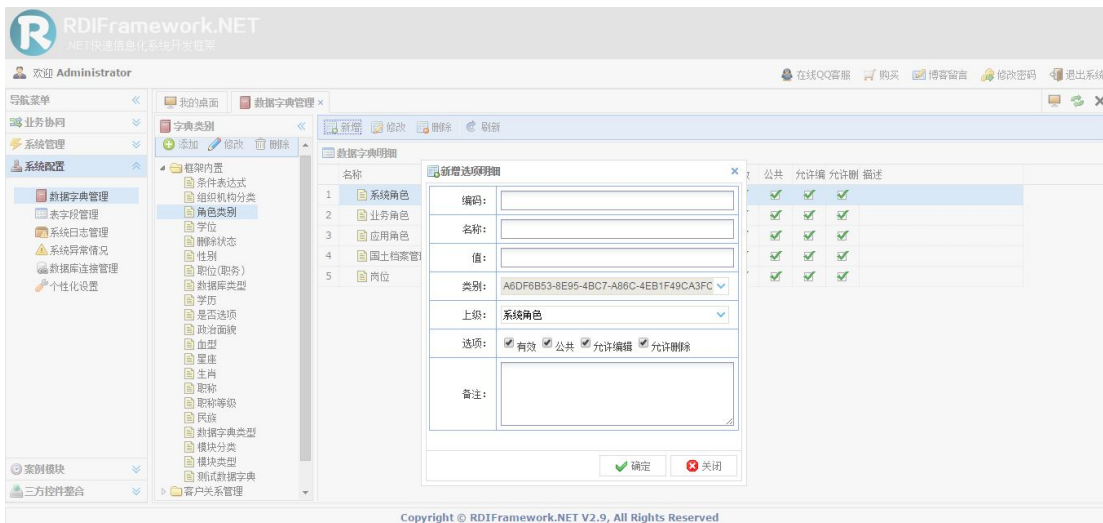 RDIFramework.NET
.NET快速信息化系统开发框架
欢迎 Administrator
在线QQ客服 购买 博客留言 修改密码 退出系统
导航菜单
业务协同
系统管理
系统配置
数据字典管理
表字段管理
系统日志管理
系统异常情况
数据库连接管理
个性化设置
案例模块
三方控件整合
我的桌面 数据字典管理
字典类别
添加 修改 删除
框架内置
条件表达式
组织机构分类
角色类别
学位
删除状态
性别
职位(职务)
数据库类型
学历
是否选项
政治面貌
血型
星座
生肖
职称
职称等级
民族
数据字典类型
模块分类
模块类型
测试数据字典
客户关系管理
新增 修改 删除 刷新
数据字典明细
名称 公共 允许编 允许删 描述
1 系统角色
2 业务角色
3 应用角色
4 国土档案管
5 岗位
新增选项明细
编码:
名称:
值:
类别: A6DF6B53-8E95-4BC7-A86C-4EB1F49CA3FC
上级: 系统角色
选项: 有效 公共 允许编辑 允许删除
备注:
确定 关闭
Copyright © RDIFramework.NET V2.9, All Rights Reserved